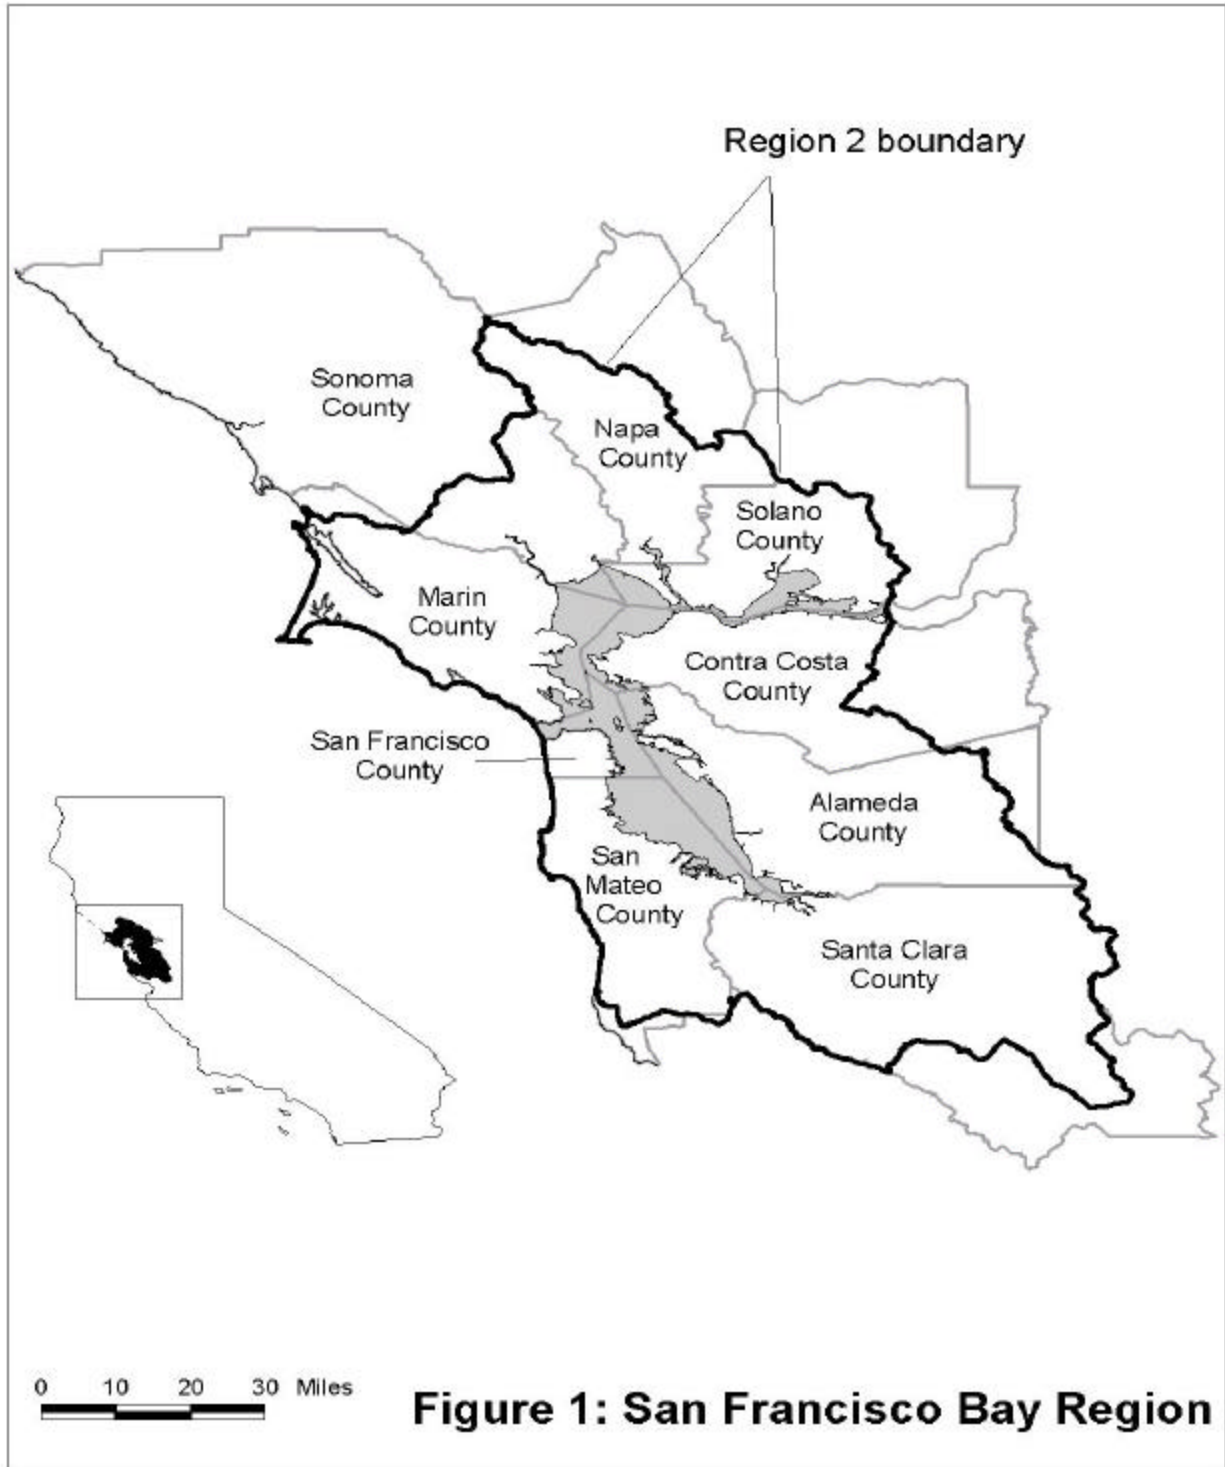 Region 2 boundary
Sonoma
County
Napa
County
Solano
County
Marin
County
Contra Costa
County
San Francisco
County
Alameda
County
San
Mateo
County
Santa Clara
County
0 10 20 30 Miles
Figure 1: San Francisco Bay Region